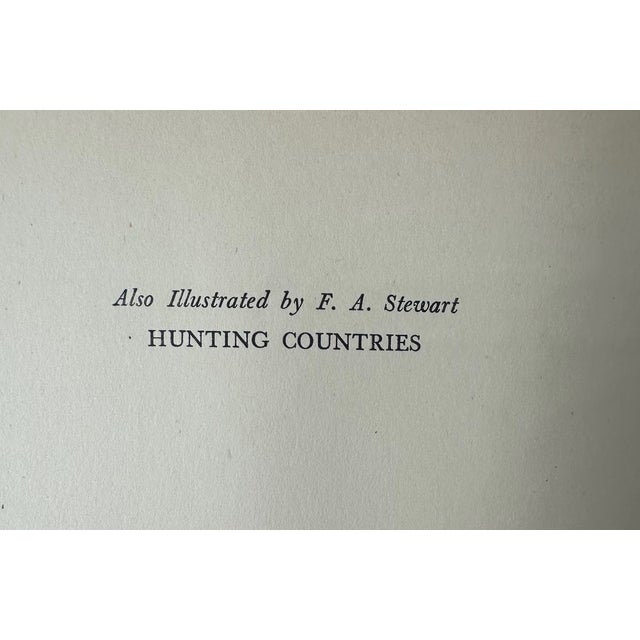 Also Illustrated by F. A. Stewart
HUNTING COUNTRIES